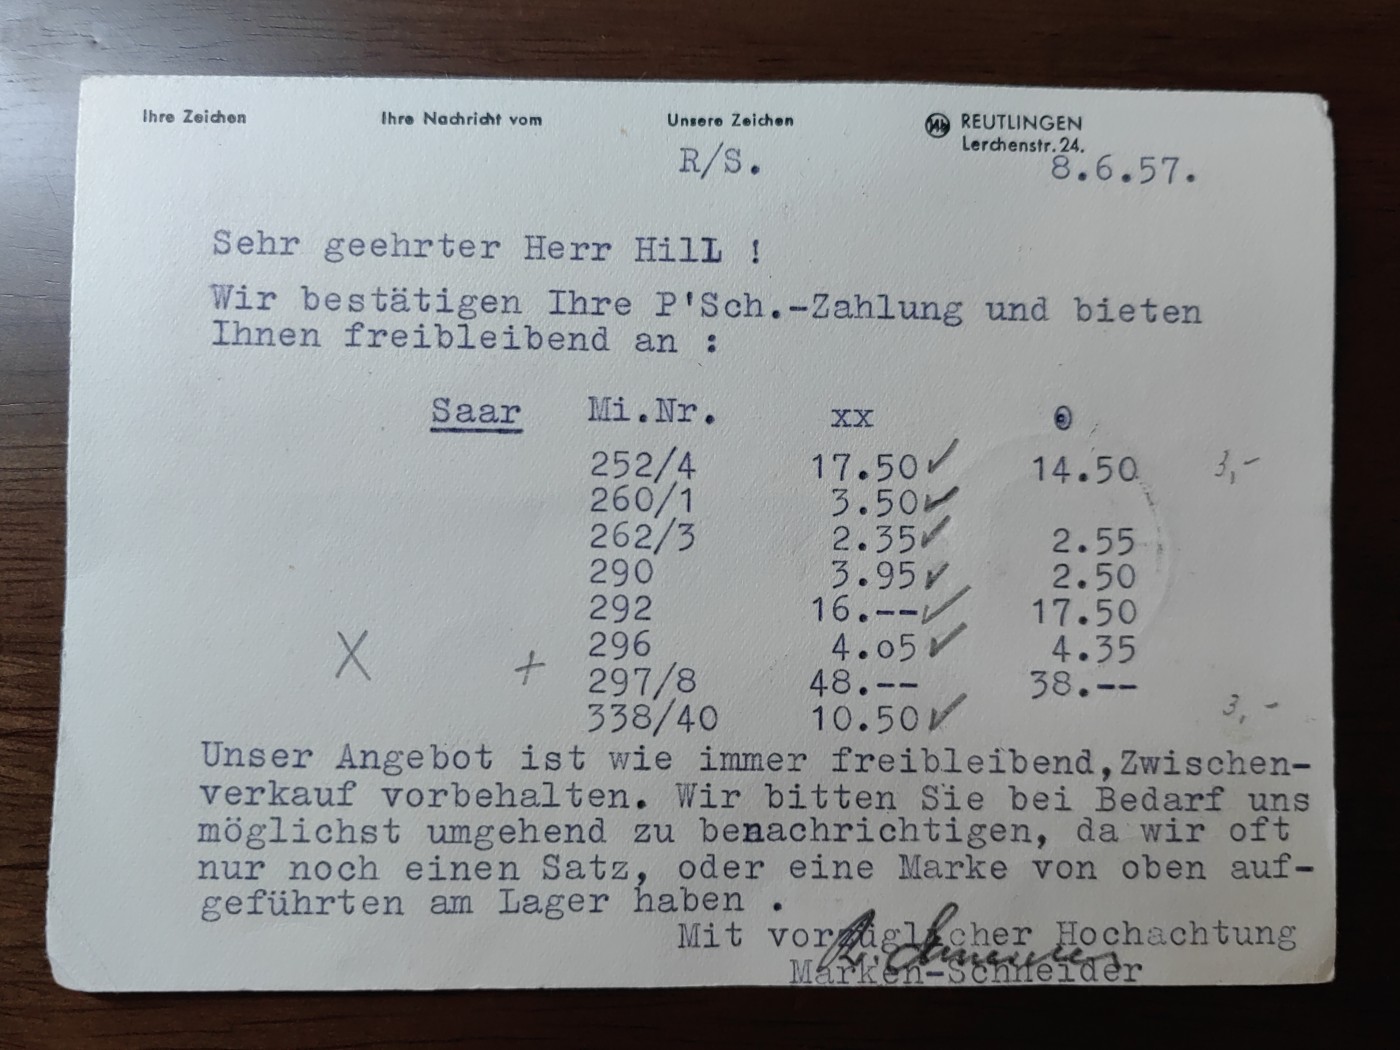 Ihre Zeichen Ihre Nachricht vom Unsere Zeichen REUTLINGEN
Lerchenstr. 24.
R/S. 8.6.57.
Sehr geehrter Herr Hill !
Wir bestätigen Ihre P'Sch.-Zahlung und bieten
Ihnen freibleibend an :
Saar Mi.Nr. xx
252/4 17.50 ✓ 14.50 3,-
260/1 3.50 ✓
262/3 2.35 ✓ 2.55
290 3.95 ✓ 2.50
292 16.-- ✓ 17.50
296 4.o5 ✓ 4.35
X + 297/8 48.-- 38.--
338/40 10.50 ✓ 3,-
Unser Angebot ist wie immer freibleibend,Zwischen-
verkauf vorbehalten. Wir bitten Sie bei Bedarf uns
möglichst umgehend zu benachrichtigen, da wir oft
nur noch einen Satz, oder eine Marke von oben auf-
geführten am Lager haben .
Mit vorzüglicher Hochachtung
Marken-Schneider